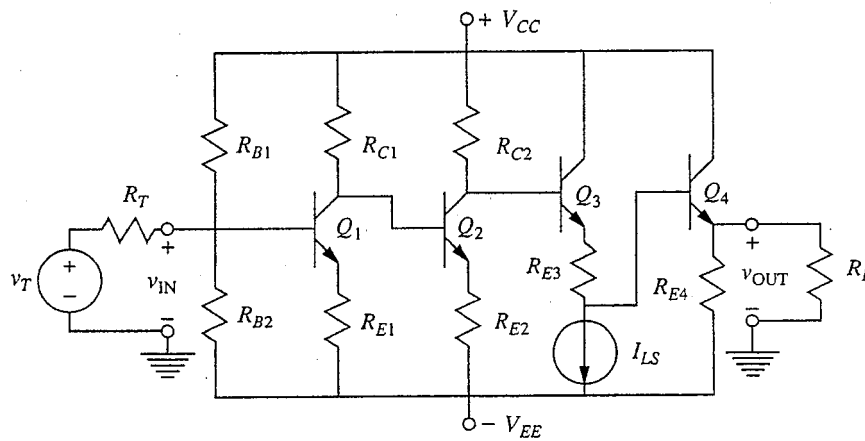 + V_CC
R_B1
R_C1
R_C2
R_T
Q_1
Q_2
Q_3
Q_4
+
+
v_T
−
v_IN
−
R_B2
R_E1
R_E2
R_E3
I_LS
R_E4
+
v_OUT
−
− V_EE